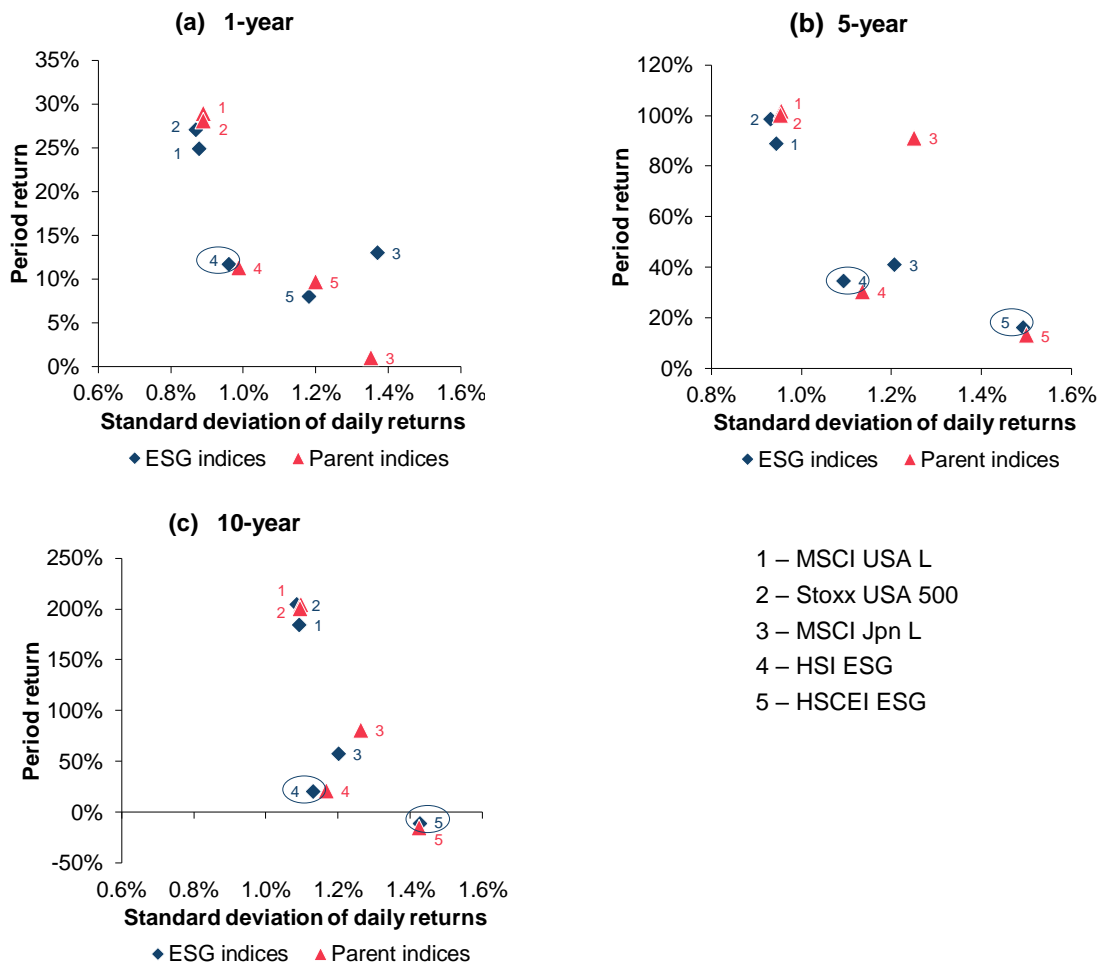 (a) 1-year
35%
30%
25%
20%
15%
10%
5%
0%
Period return
1
2
2
1
4
4
3
5
5
3
0.6% 0.8% 1.0% 1.2% 1.4% 1.6%
Standard deviation of daily returns
ESG indices Parent indices
(b) 5-year
120%
100%
80%
60%
40%
20%
0%
Period return
1
2
2
1
3
3
4
4
5
5
0.8% 1.0% 1.2% 1.4% 1.6%
Standard deviation of daily returns
ESG indices Parent indices
(c) 10-year
250%
200%
150%
100%
50%
0%
-50%
Period return
1
2
2
1
3
3
4
4
5
5
0.6% 0.8% 1.0% 1.2% 1.4% 1.6%
Standard deviation of daily returns
ESG indices Parent indices
1 – MSCI USA L
2 – Stoxx USA 500
3 – MSCI Jpn L
4 – HSI ESG
5 – HSCEI ESG